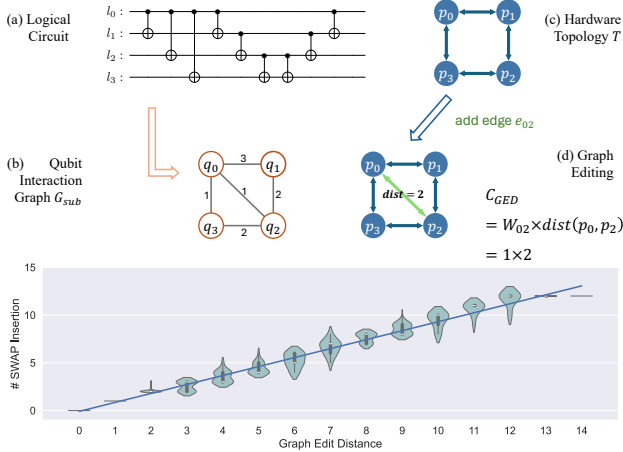 (a) Logical
Circuit
l₀ :
l₁ :
l₂ :
l₃ :
p₀
p₁
p₃
p₂
(c) Hardware
Topology T
add edge e₀₂
(b) Qubit
Interaction
Graph G_sub
q₀
3
q₁
1
1
2
q₃
2
q₂
p₀
p₁
dist = 2
p₃
p₂
(d) Graph
Editing
C_GED
= W₀₂×dist(p₀, p₂)
= 1×2
# SWAP Insertion
15
10
5
0
0 1 2 3 4 5 6 7 8 9 10 11 12 13 14
Graph Edit Distance